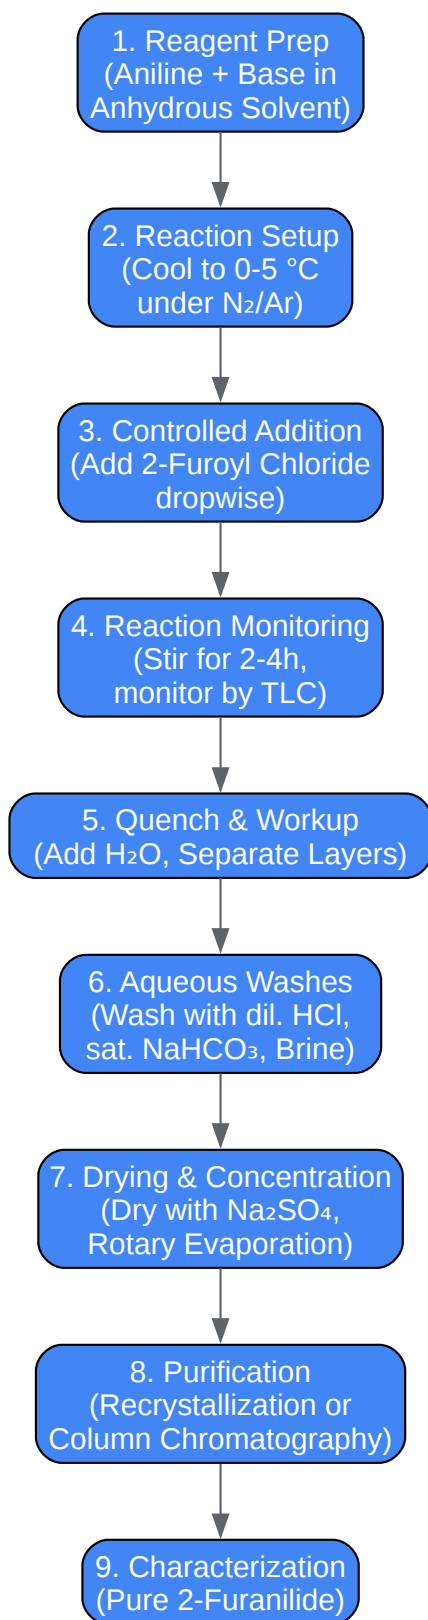 1. Reagent Prep
(Aniline + Base in
Anhydrous Solvent)
2. Reaction Setup
(Cool to 0-5 °C
under N₂/Ar)
3. Controlled Addition
(Add 2-Furoyl Chloride
dropwise)
4. Reaction Monitoring
(Stir for 2-4h,
monitor by TLC)
5. Quench & Workup
(Add H₂O, Separate Layers)
6. Aqueous Washes
(Wash with dil. HCl,
sat. NaHCO₃, Brine)
7. Drying & Concentration
(Dry with Na₂SO₄,
Rotary Evaporation)
8. Purification
(Recrystallization or
Column Chromatography)
9. Characterization
(Pure 2-Furanilide)